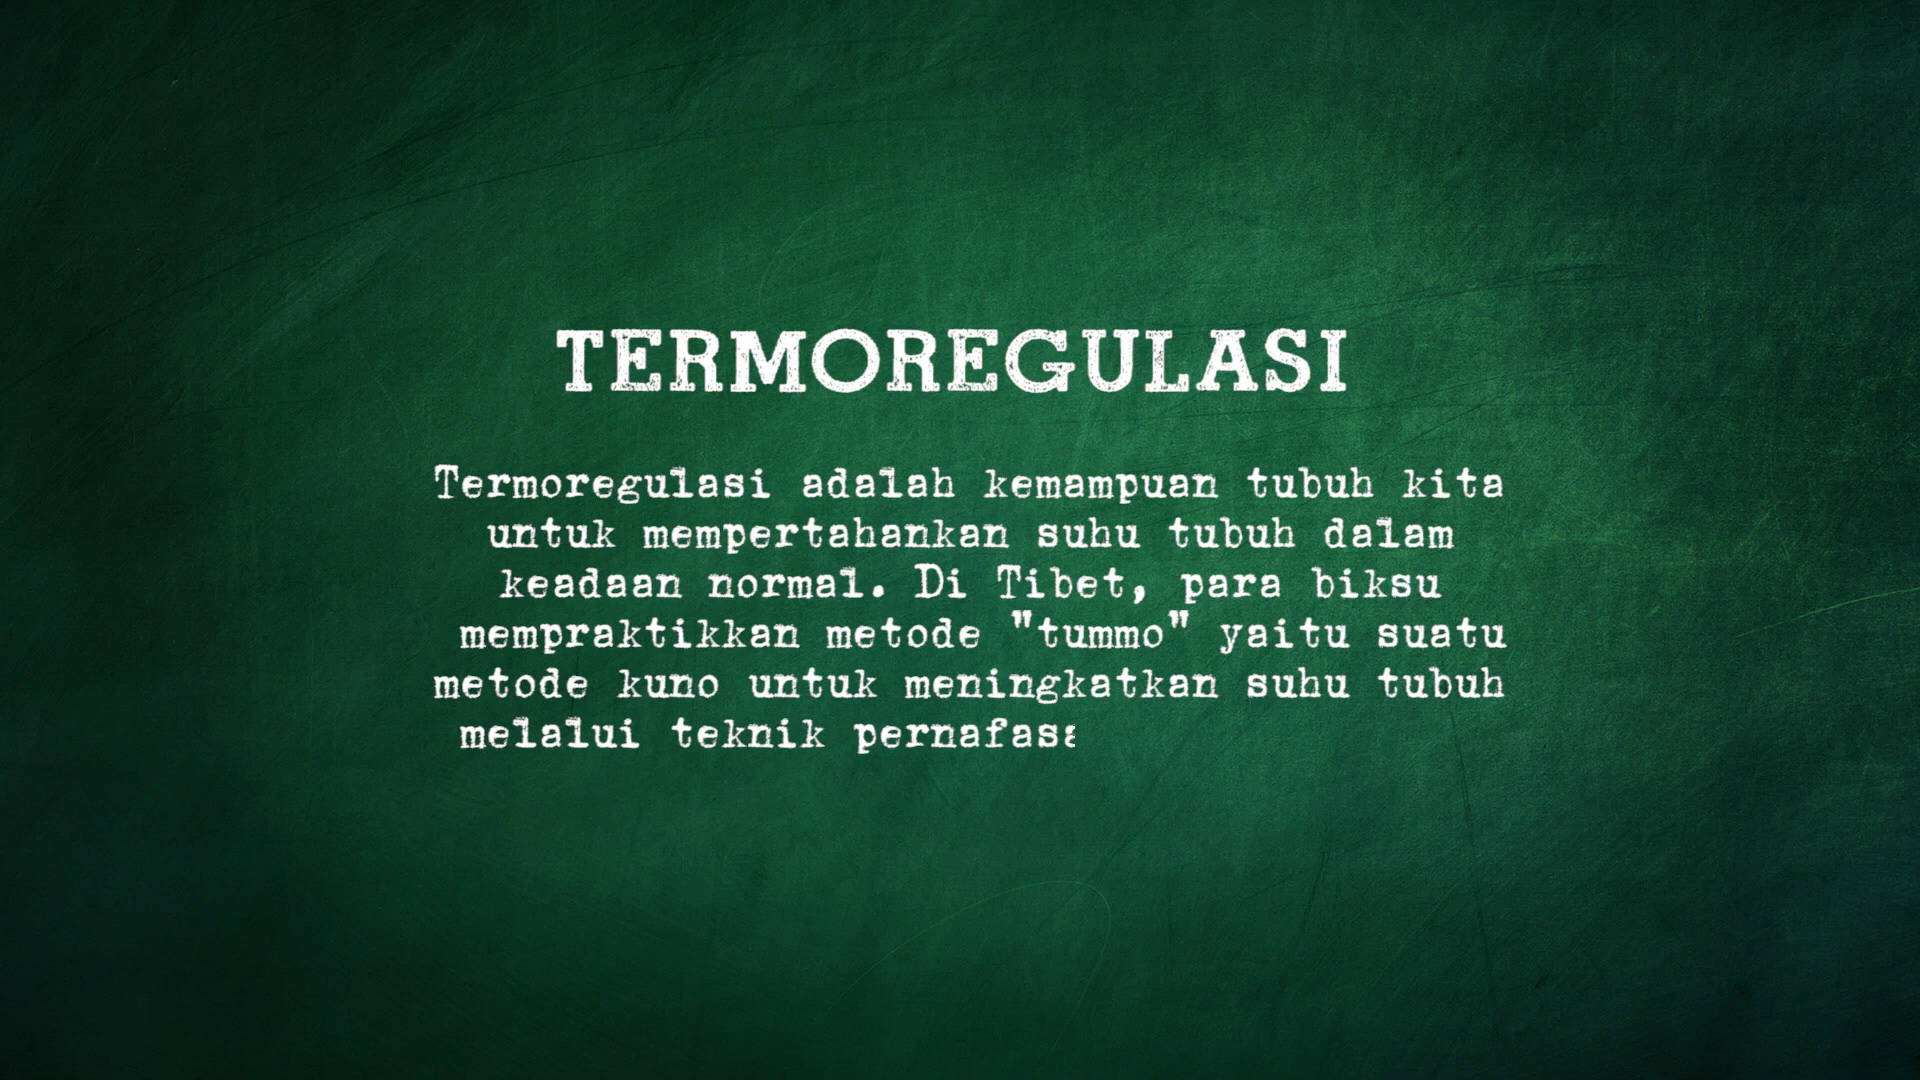 TERMOREGULASI
Termoregulasi adalah kemampuan tubuh kita
untuk mempertahankan suhu tubuh dalam
keadaan normal. Di Tibet, para biksu
mempraktikkan metode "tummo" yaitu suatu
metode kuno untuk meningkatkan suhu tubuh
melalui teknik